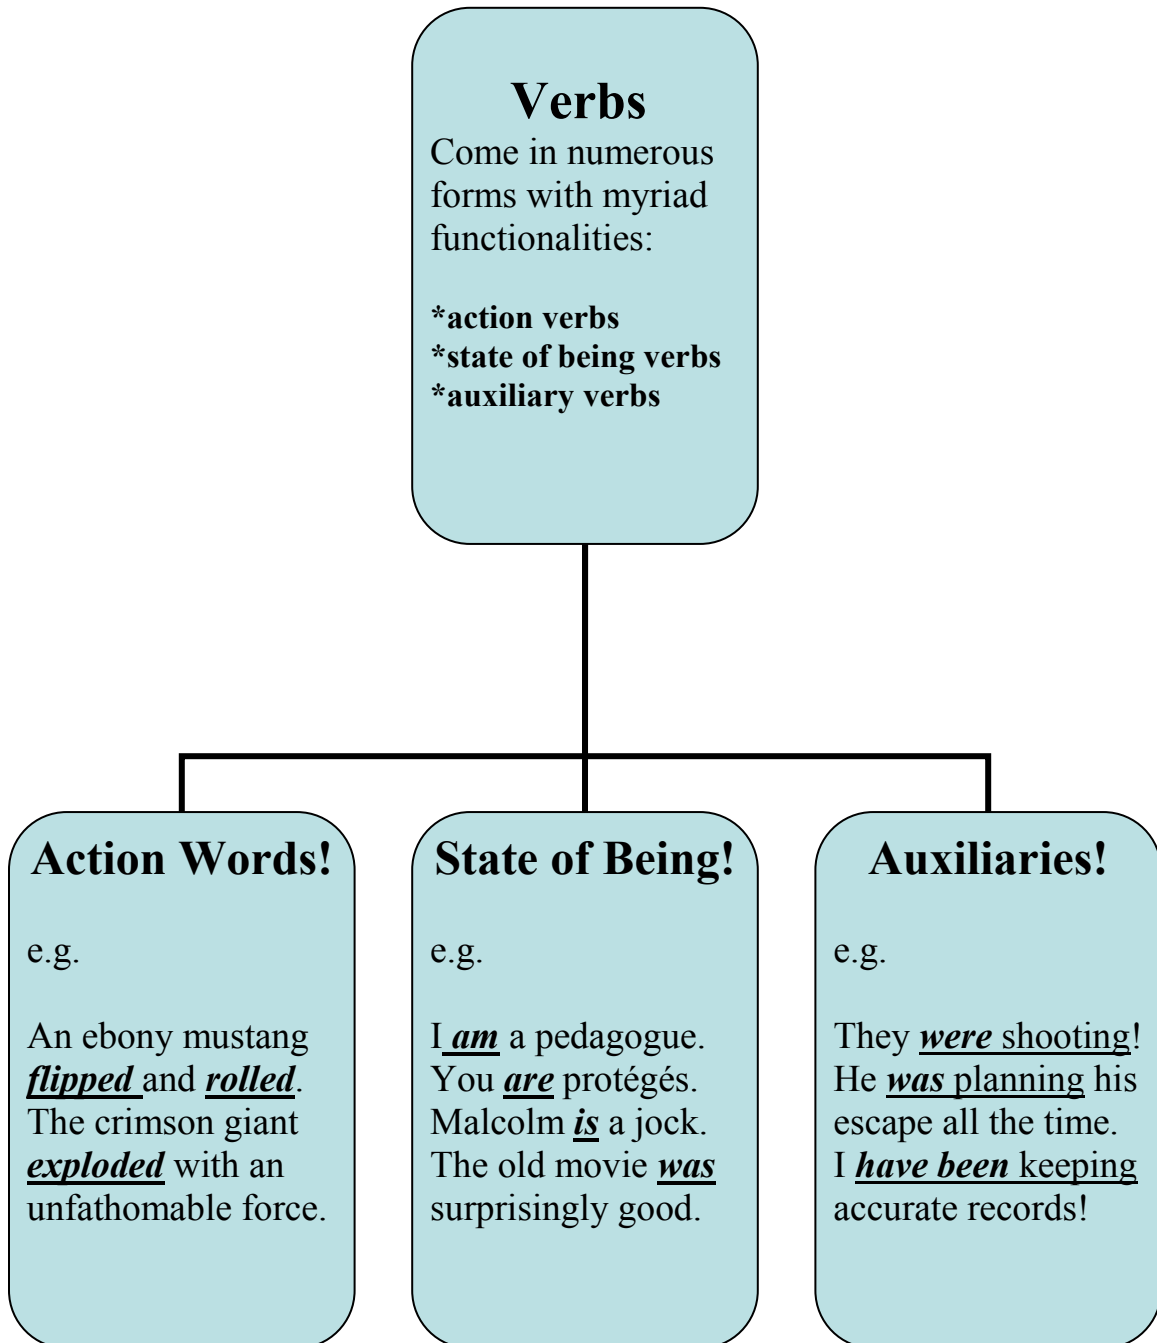 Verbs
Come in numerous
forms with myriad
functionalities:
*action verbs
*state of being verbs
*auxiliary verbs
Action Words!
e.g.
An ebony mustang
flipped and rolled.
The crimson giant
exploded with an
unfathomable force.
State of Being!
e.g.
I am a pedagogue.
You are protégés.
Malcolm is a jock.
The old movie was
surprisingly good.
Auxiliaries!
e.g.
They were shooting!
He was planning his
escape all the time.
I have been keeping
accurate records!